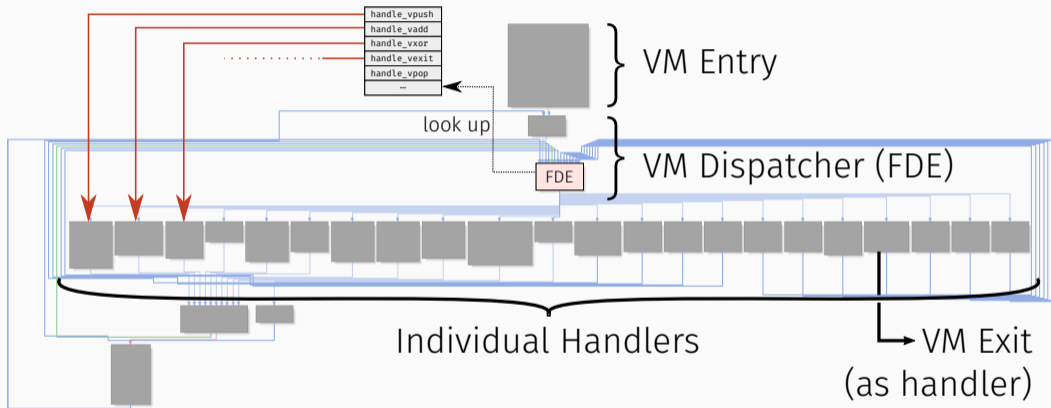 handle_vpush
handle_vadd
handle_vxor
handle_vexit
handle_vpop
…
VM Entry
look up
VM Dispatcher (FDE)
FDE
Individual Handlers
VM Exit
(as handler)